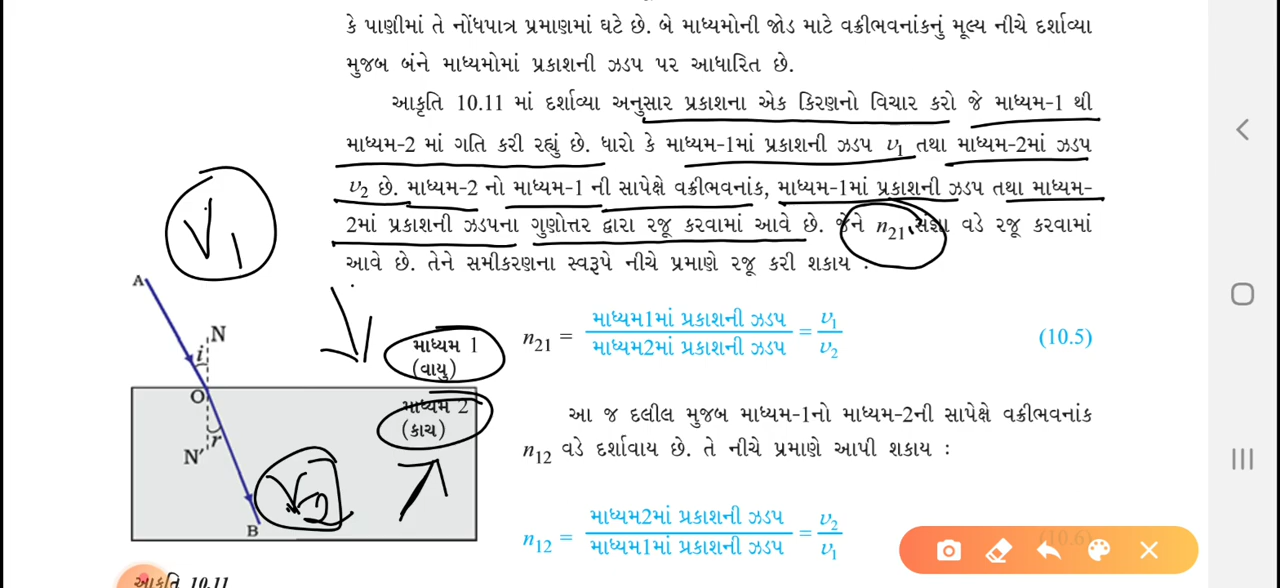 કે પાણીમાં તે નોંધપાત્ર પ્રમાણમાં ઘટે છે. બે માધ્યમોની જોડ માટે વક્રીભવનાંકનું મૂલ્ય નીચે દર્શાવ્યા
મુજબ બંને માધ્યમોમાં પ્રકાશની ઝડપ પર આધારિત છે.
આકૃતિ 10.11 માં દર્શાવ્યા અનુસાર પ્રકાશના એક કિરણનો વિચાર કરો જે માધ્યમ-1 થી
માધ્યમ-2 માં ગતિ કરી રહ્યું છે. ધારો કે માધ્યમ-1માં પ્રકાશની ઝડપ v₁ તથા માધ્યમ-2માં ઝડપ
v₂ છે. માધ્યમ-2 નો માધ્યમ-1 ની સાપેક્ષે વક્રીભવનાંક, માધ્યમ-1માં પ્રકાશની ઝડપ તથા માધ્યમ-
2માં પ્રકાશની ઝડપના ગુણોત્તર દ્વારા રજૂ કરવામાં આવે છે. જેને n₂₁ સંજ્ઞા વડે રજૂ કરવામાં
આવે છે. તેને સમીકરણના સ્વરૂપે નીચે પ્રમાણે રજૂ કરી શકાય :
V₁
A
N
i
O
r
N′
B
V₂
માધ્યમ 1
(વાયુ)
માધ્યમ 2
(કાચ)
n₂₁ = માધ્યમ1માં પ્રકાશની ઝડપ / માધ્યમ2માં પ્રકાશની ઝડપ = v₁ / v₂ (10.5)
આ જ દલીલ મુજબ માધ્યમ-1નો માધ્યમ-2ની સાપેક્ષે વક્રીભવનાંક
n₁₂ વડે દર્શાવાય છે. તે નીચે પ્રમાણે આપી શકાય :
n₁₂ = માધ્યમ2માં પ્રકાશની ઝડપ / માધ્યમ1માં પ્રકાશની ઝડપ = v₂ / v₁ (10.6)
આકૃતિ 10.11